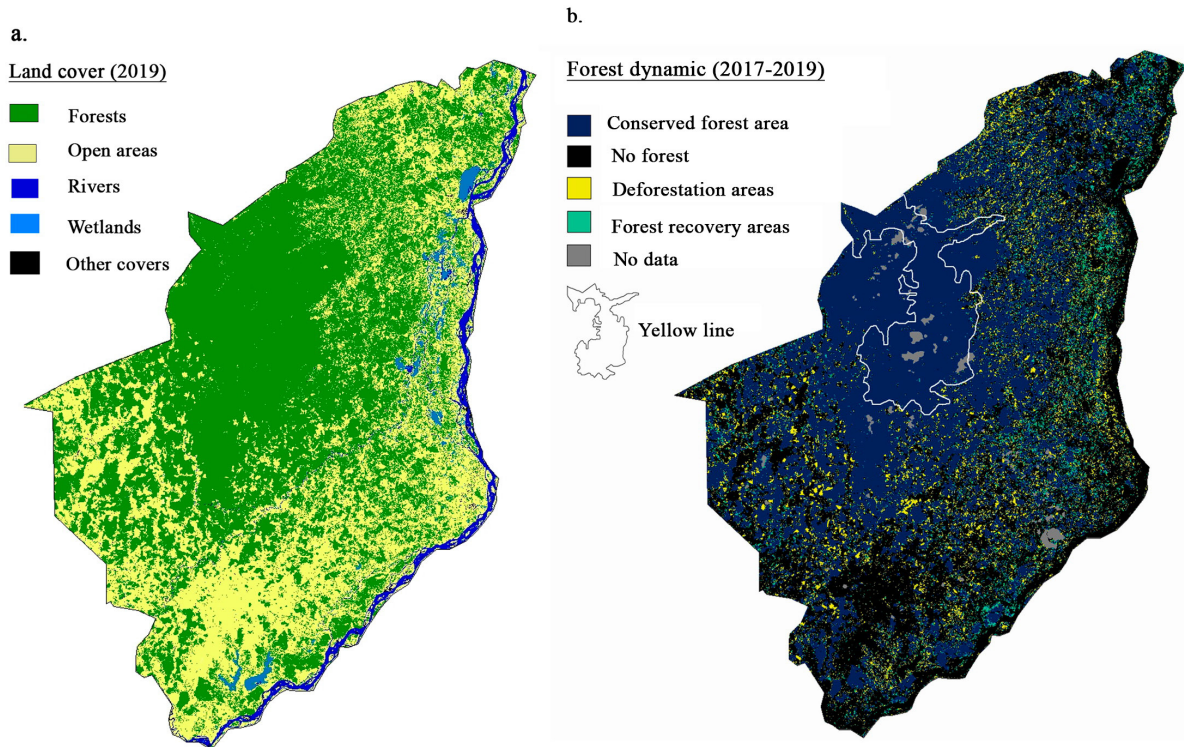 a.
Land cover (2019)
Forests
Open areas
Rivers
Wetlands
Other covers
b.
Forest dynamic (2017-2019)
Conserved forest area
No forest
Deforestation areas
Forest recovery areas
No data
Yellow line